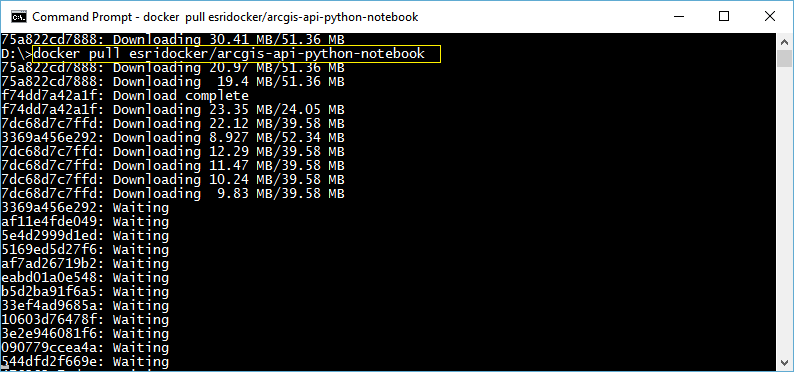 Command Prompt - docker  pull esridocker/arcgis-api-python-notebook
75a822cd7888: Downloading 30.41 MB/51.36 MB
D:\>docker pull esridocker/arcgis-api-python-notebook
75a822cd7888: Downloading 20.97 MB/51.36 MB
75a822cd7888: Downloading  19.4 MB/51.36 MB
f74dd7a42a1f: Download complete
f74dd7a42a1f: Downloading 23.35 MB/24.05 MB
7dc68d7c7ffd: Downloading 22.12 MB/39.58 MB
3369a456e292: Downloading 8.927 MB/52.34 MB
7dc68d7c7ffd: Downloading 12.29 MB/39.58 MB
7dc68d7c7ffd: Downloading 11.47 MB/39.58 MB
7dc68d7c7ffd: Downloading 10.24 MB/39.58 MB
7dc68d7c7ffd: Downloading  9.83 MB/39.58 MB
3369a456e292: Waiting
af11e4fde049: Waiting
5e4d2999d1ed: Waiting
5169ed5d27f6: Waiting
af7ad26719b2: Waiting
eabd01a0e548: Waiting
b5d2ba91f6a5: Waiting
33ef4ad9685a: Waiting
10603d76478f: Waiting
3e2e946081f6: Waiting
090779ccea4a: Waiting
544dfd2f669e: Waiting